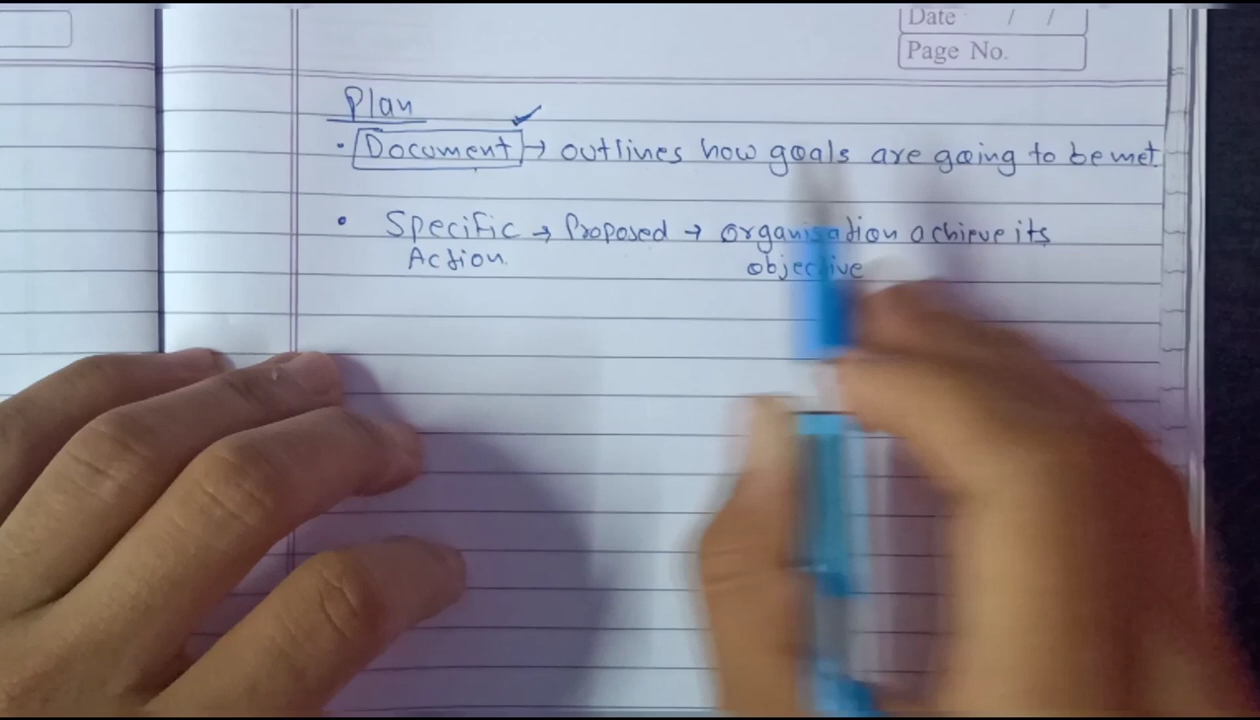 Date / /
Page No.
Plan
• Document → outlines how goals are going to be met.
• Specific → Proposed → organisation achieve its
Action. objective